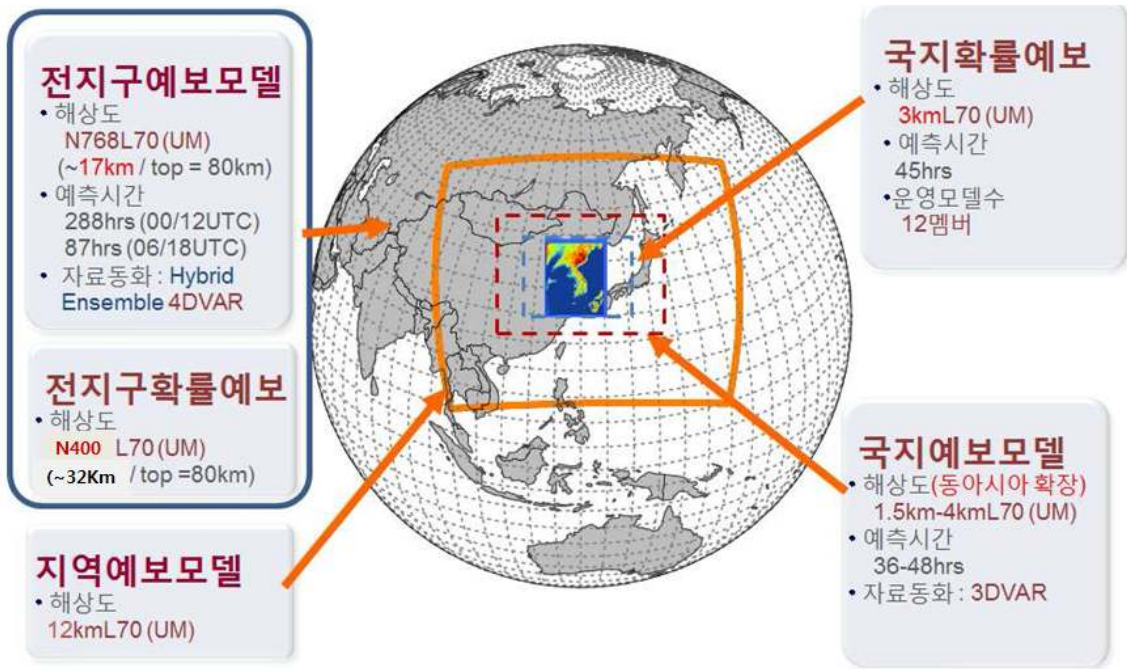 전지구예보모델
• 해상도
N768L70 (UM)
(~17km / top = 80km)
• 예측시간
288hrs (00/12UTC)
87hrs (06/18UTC)
• 자료동화 : Hybrid
Ensemble 4DVAR
전지구확률예보
• 해상도
N400 L70 (UM)
(~32Km / top =80km)
지역예보모델
• 해상도
12kmL70 (UM)
국지확률예보
• 해상도
3kmL70 (UM)
• 예측시간
45hrs
• 운영모델수
12멤버
국지예보모델
• 해상도(동아시아 확장)
1.5km-4kmL70 (UM)
• 예측시간
36-48hrs
• 자료동화 : 3DVAR